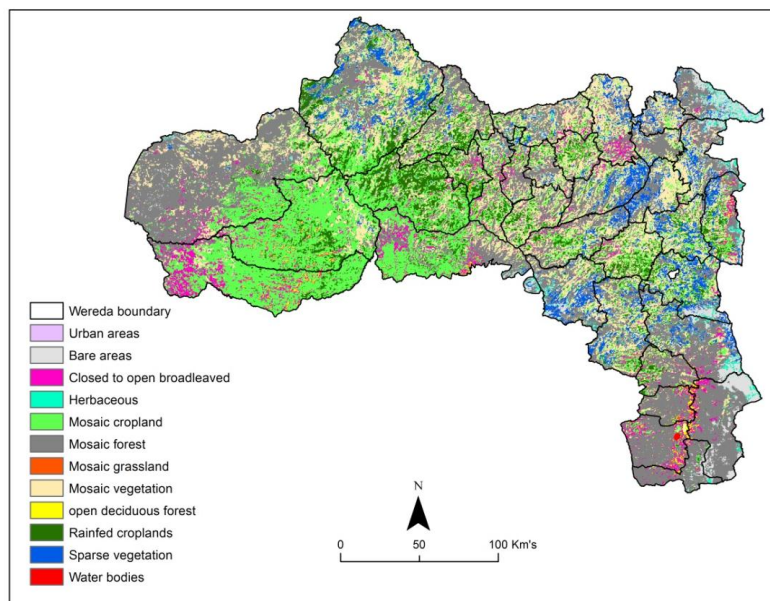 Wereda boundary
Urban areas
Bare areas
Closed to open broadleaved
Herbaceous
Mosaic cropland
Mosaic forest
Mosaic grassland
Mosaic vegetation
open deciduous forest
Rainfed croplands
Sparse vegetation
Water bodies
N
0 50 100 Km's